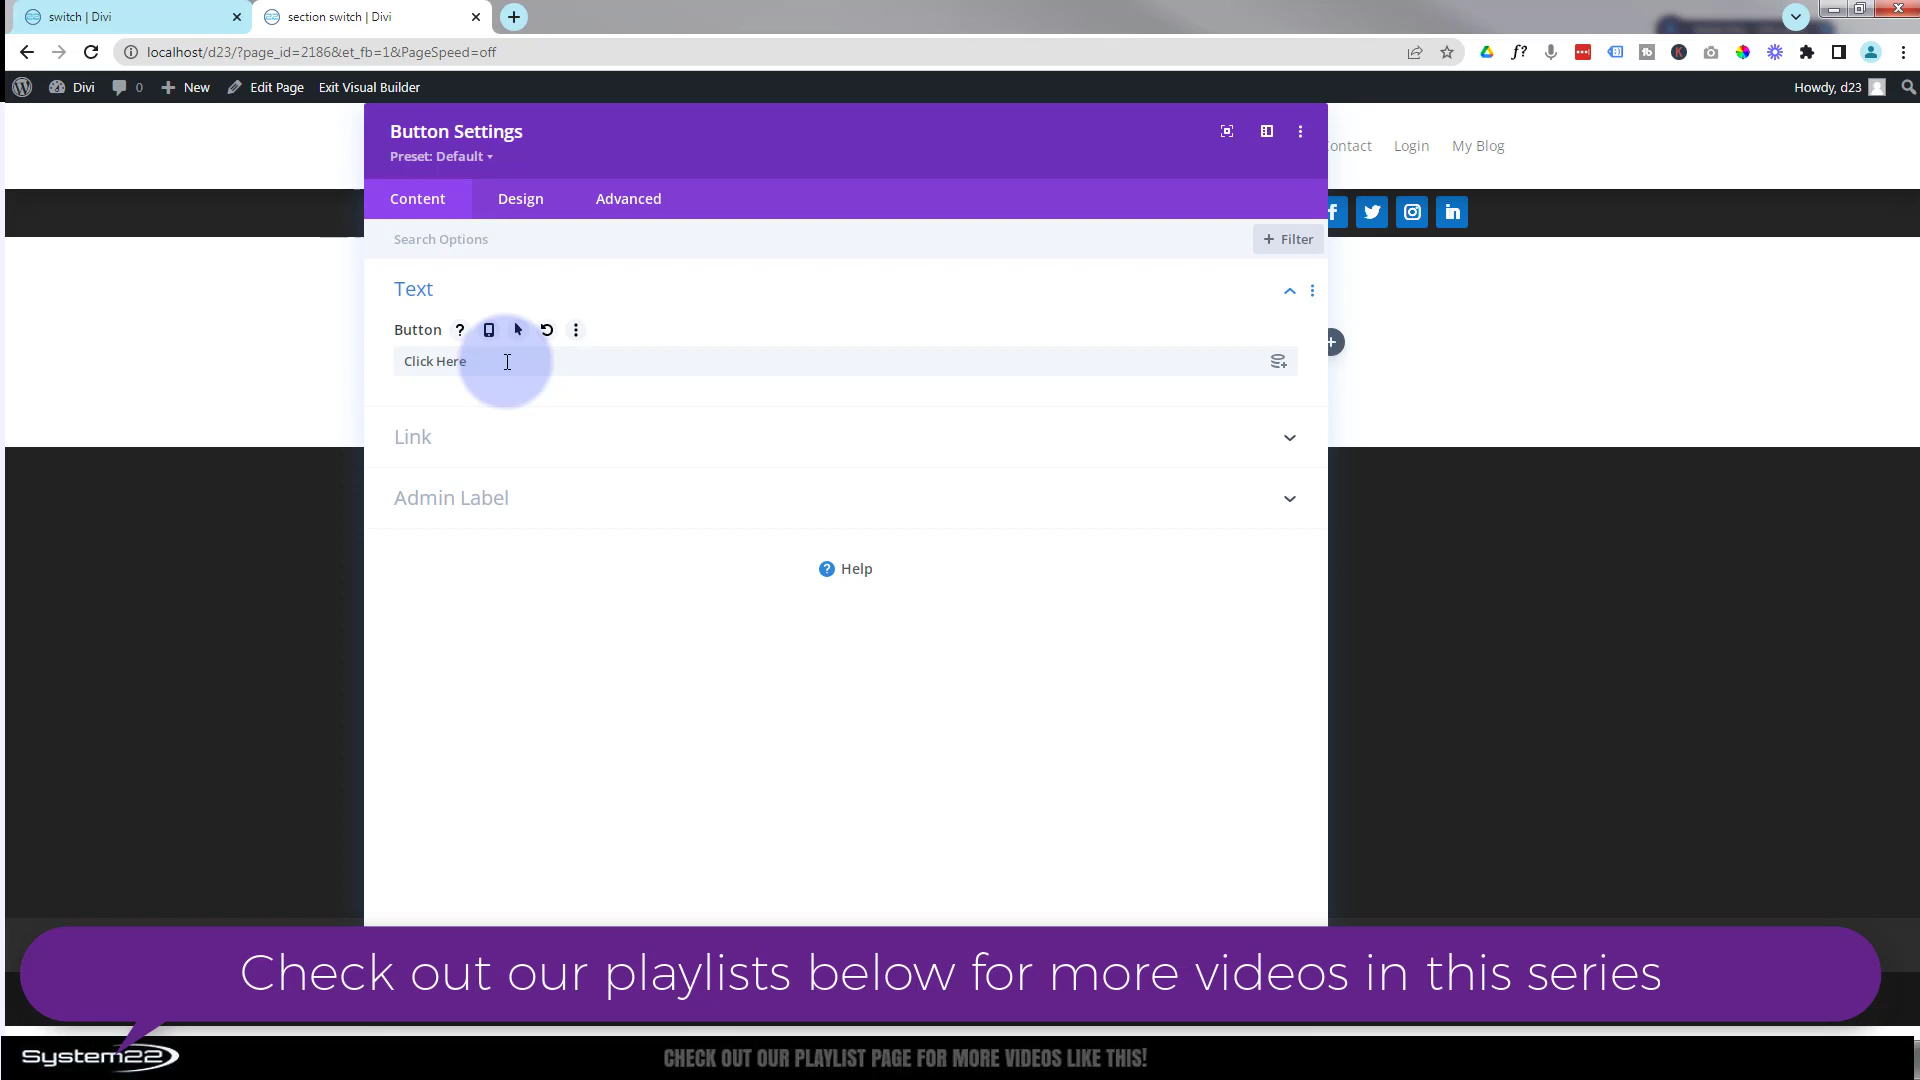 switch | Divi
section switch | Divi
localhost/d23/?page_id=2186&et_fb=1&PageSpeed=off
Divi
0
New
Edit Page
Exit Visual Builder
Howdy, d23
Button Settings
Preset: Default
ontact
Login
My Blog
Content
Design
Advanced
Search Options
+ Filter
Text
Button
Click Here
Link
Admin Label
Help
Check out our playlists below for more videos in this series
System22
CHECK OUT OUR PLAYLIST PAGE FOR MORE VIDEOS LIKE THIS!